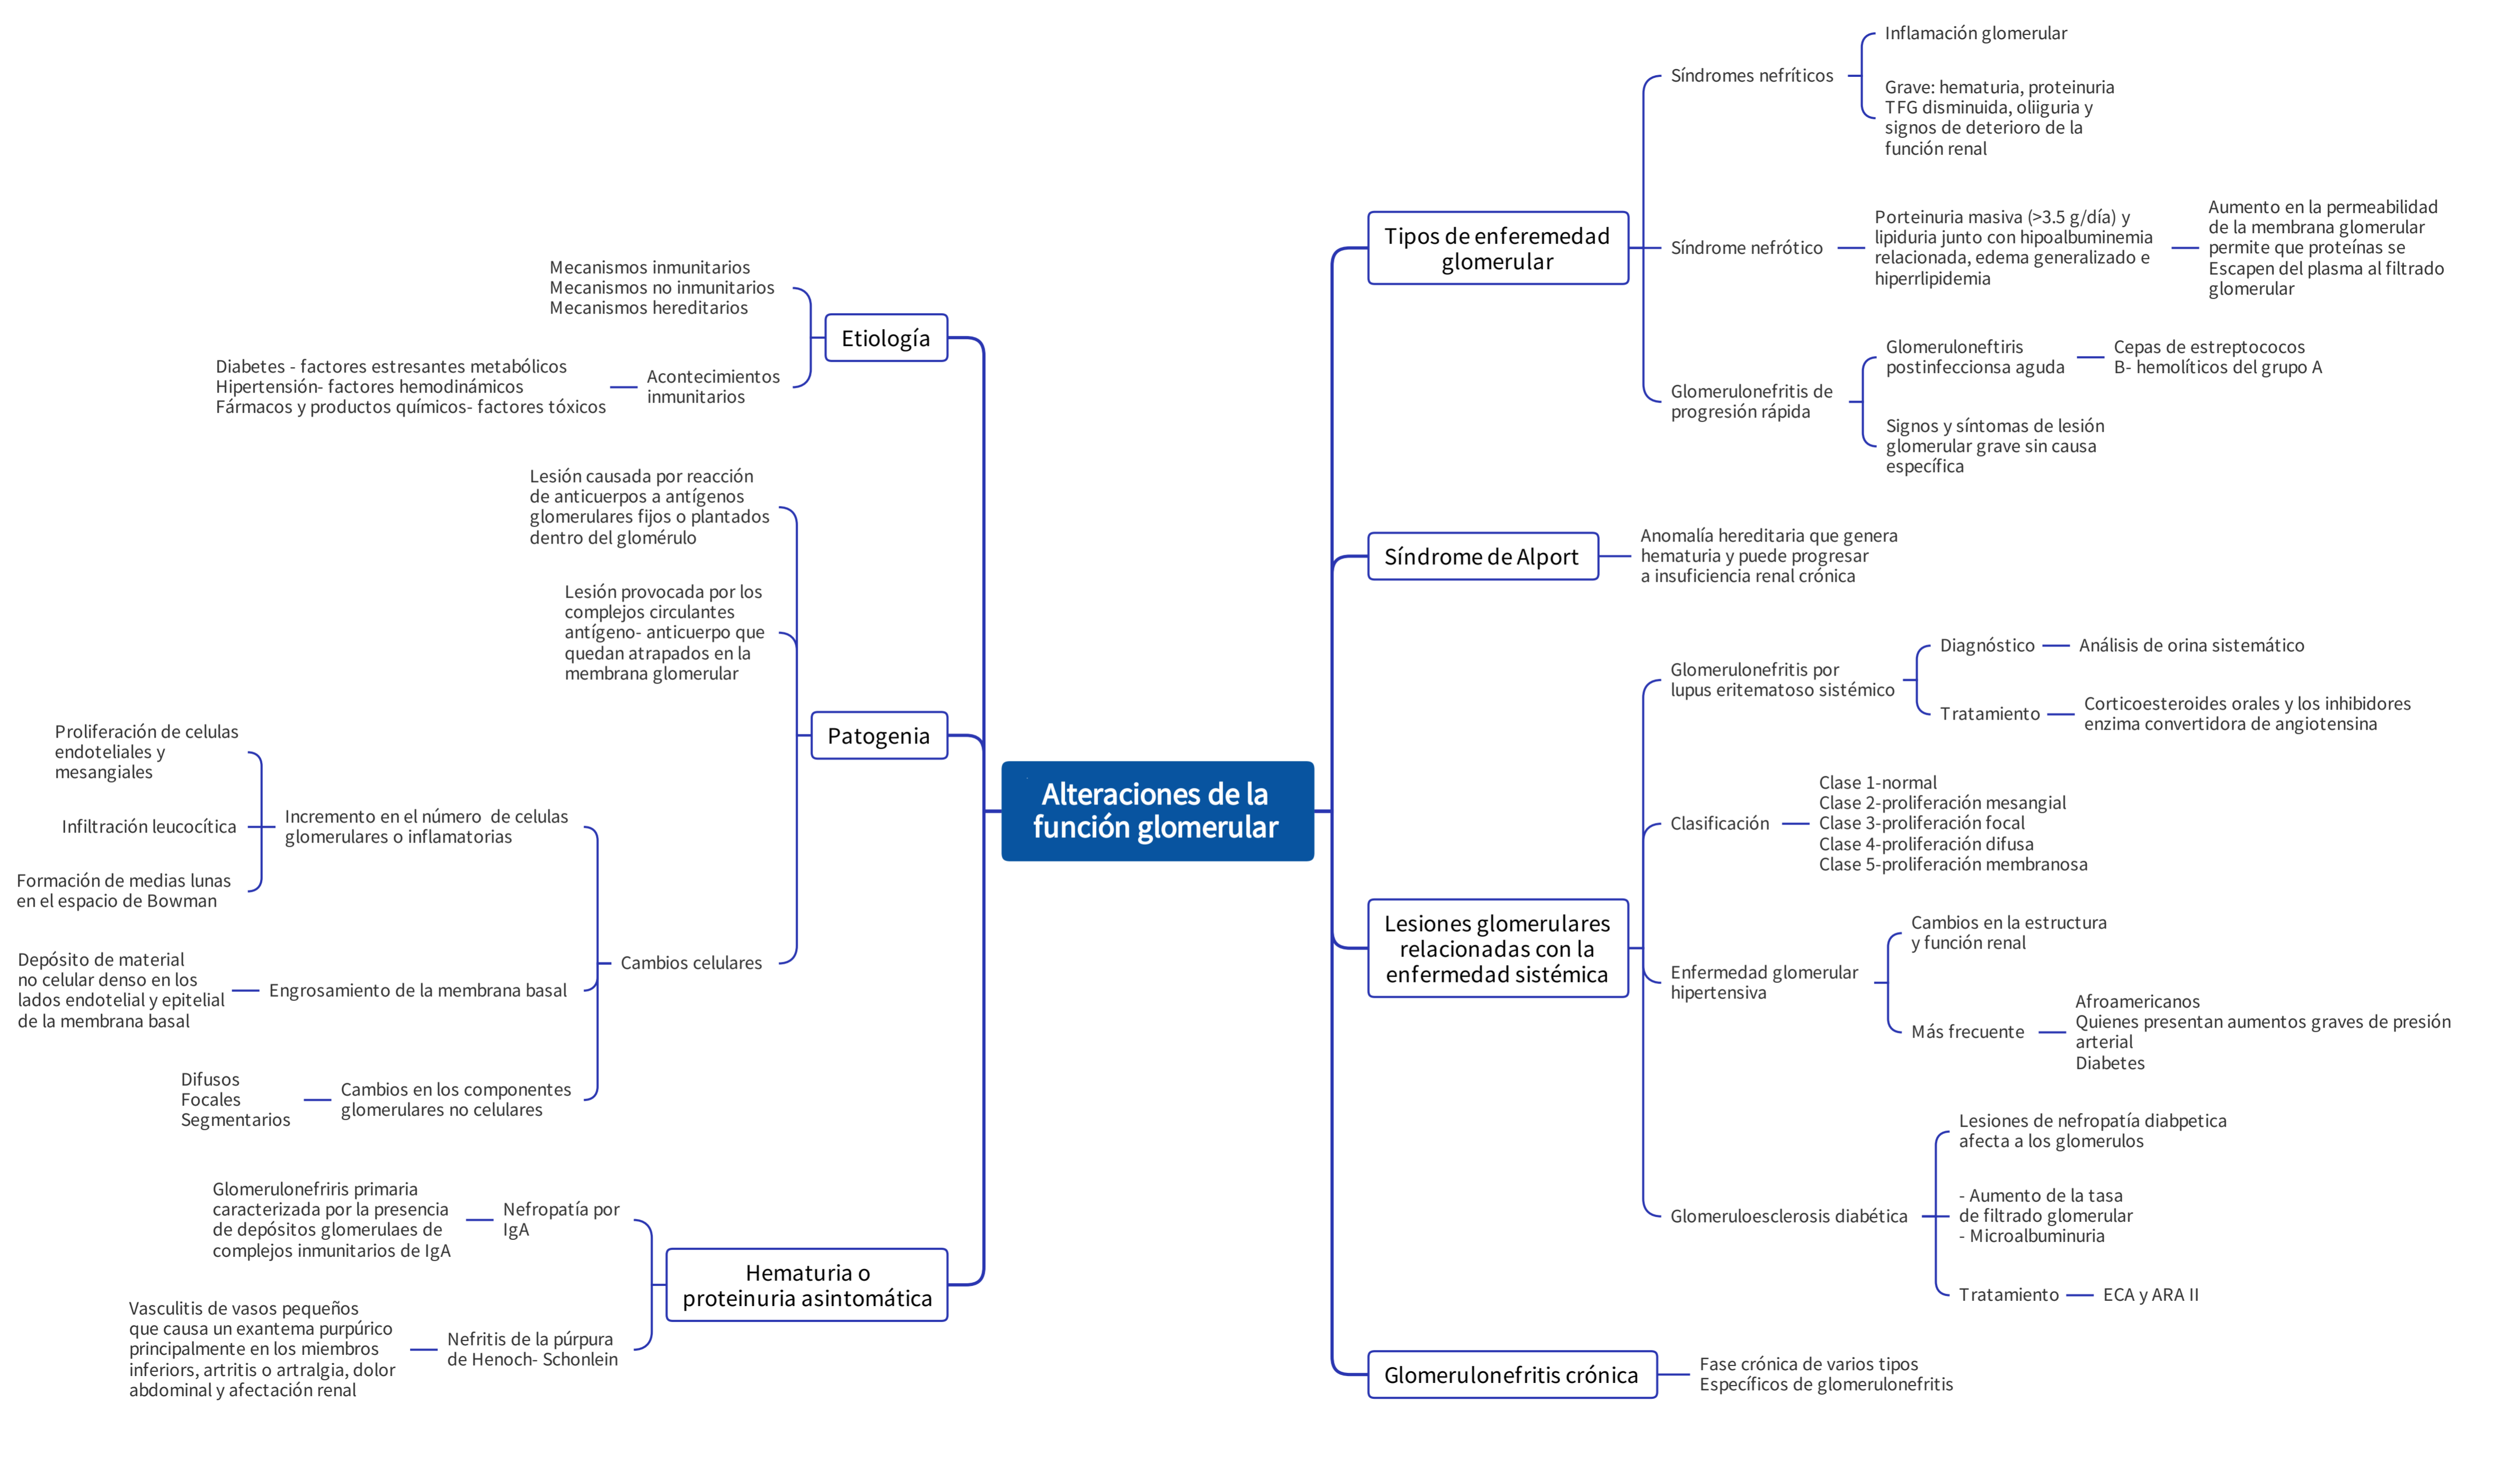 Alteraciones de la
función glomerular
Etiología
Mecanismos inmunitarios
Mecanismos no inmunitarios
Mecanismos hereditarios
Acontecimientos
inmunitarios
Diabetes - factores estresantes metabólicos
Hipertensión- factores hemodinámicos
Fármacos y productos químicos- factores tóxicos
Patogenia
Lesión causada por reacción
de anticuerpos a antígenos
glomerulares fijos o plantados
dentro del glomérulo
Lesión provocada por los
complejos circulantes
antígeno- anticuerpo que
quedan atrapados en la
membrana glomerular
Cambios celulares
Incremento en el número  de celulas
glomerulares o inflamatorias
Proliferación de celulas
endoteliales y
mesangiales
Infiltración leucocítica
Formación de medias lunas
en el espacio de Bowman
Engrosamiento de la membrana basal
Depósito de material
no celular denso en los
lados endotelial y epitelial
de la membrana basal
Cambios en los componentes
glomerulares no celulares
Difusos
Focales
Segmentarios
Hematuria o
proteinuria asintomática
Nefropatía por
IgA
Glomerulonefriris primaria
caracterizada por la presencia
de depósitos glomerulaes de
complejos inmunitarios de IgA
Nefritis de la púrpura
de Henoch- Schonlein
Vasculitis de vasos pequeños
que causa un exantema purpúrico
principalmente en los miembros
inferiors, artritis o artralgia, dolor
abdominal y afectación renal
Tipos de enferemedad
glomerular
Síndromes nefríticos
Inflamación glomerular
Grave: hematuria, proteinuria
TFG disminuida, oliiguria y
signos de deterioro de la
función renal
Síndrome nefrótico
Porteinuria masiva (>3.5 g/día) y
lipiduria junto con hipoalbuminemia
relacionada, edema generalizado e
hiperrlipidemia
Aumento en la permeabilidad
de la membrana glomerular
permite que proteínas se
Escapen del plasma al filtrado
glomerular
Glomerulonefritis de
progresión rápida
Glomeruloneftiris
postinfeccionsa aguda
Cepas de estreptococos
B- hemolíticos del grupo A
Signos y síntomas de lesión
glomerular grave sin causa
específica
Síndrome de Alport
Anomalía hereditaria que genera
hematuria y puede progresar
a insuficiencia renal crónica
Lesiones glomerulares
relacionadas con la
enfermedad sistémica
Glomerulonefritis por
lupus eritematoso sistémico
Diagnóstico
Análisis de orina sistemático
Tratamiento
Corticoesteroides orales y los inhibidores
enzima convertidora de angiotensina
Clasificación
Clase 1-normal
Clase 2-proliferación mesangial
Clase 3-proliferación focal
Clase 4-proliferación difusa
Clase 5-proliferación membranosa
Enfermedad glomerular
hipertensiva
Cambios en la estructura
y función renal
Más frecuente
Afroamericanos
Quienes presentan aumentos graves de presión
arterial
Diabetes
Glomeruloesclerosis diabética
Lesiones de nefropatía diabpetica
afecta a los glomerulos
- Aumento de la tasa
de filtrado glomerular
- Microalbuminuria
Tratamiento
ECA y ARA II
Glomerulonefritis crónica
Fase crónica de varios tipos
Específicos de glomerulonefritis